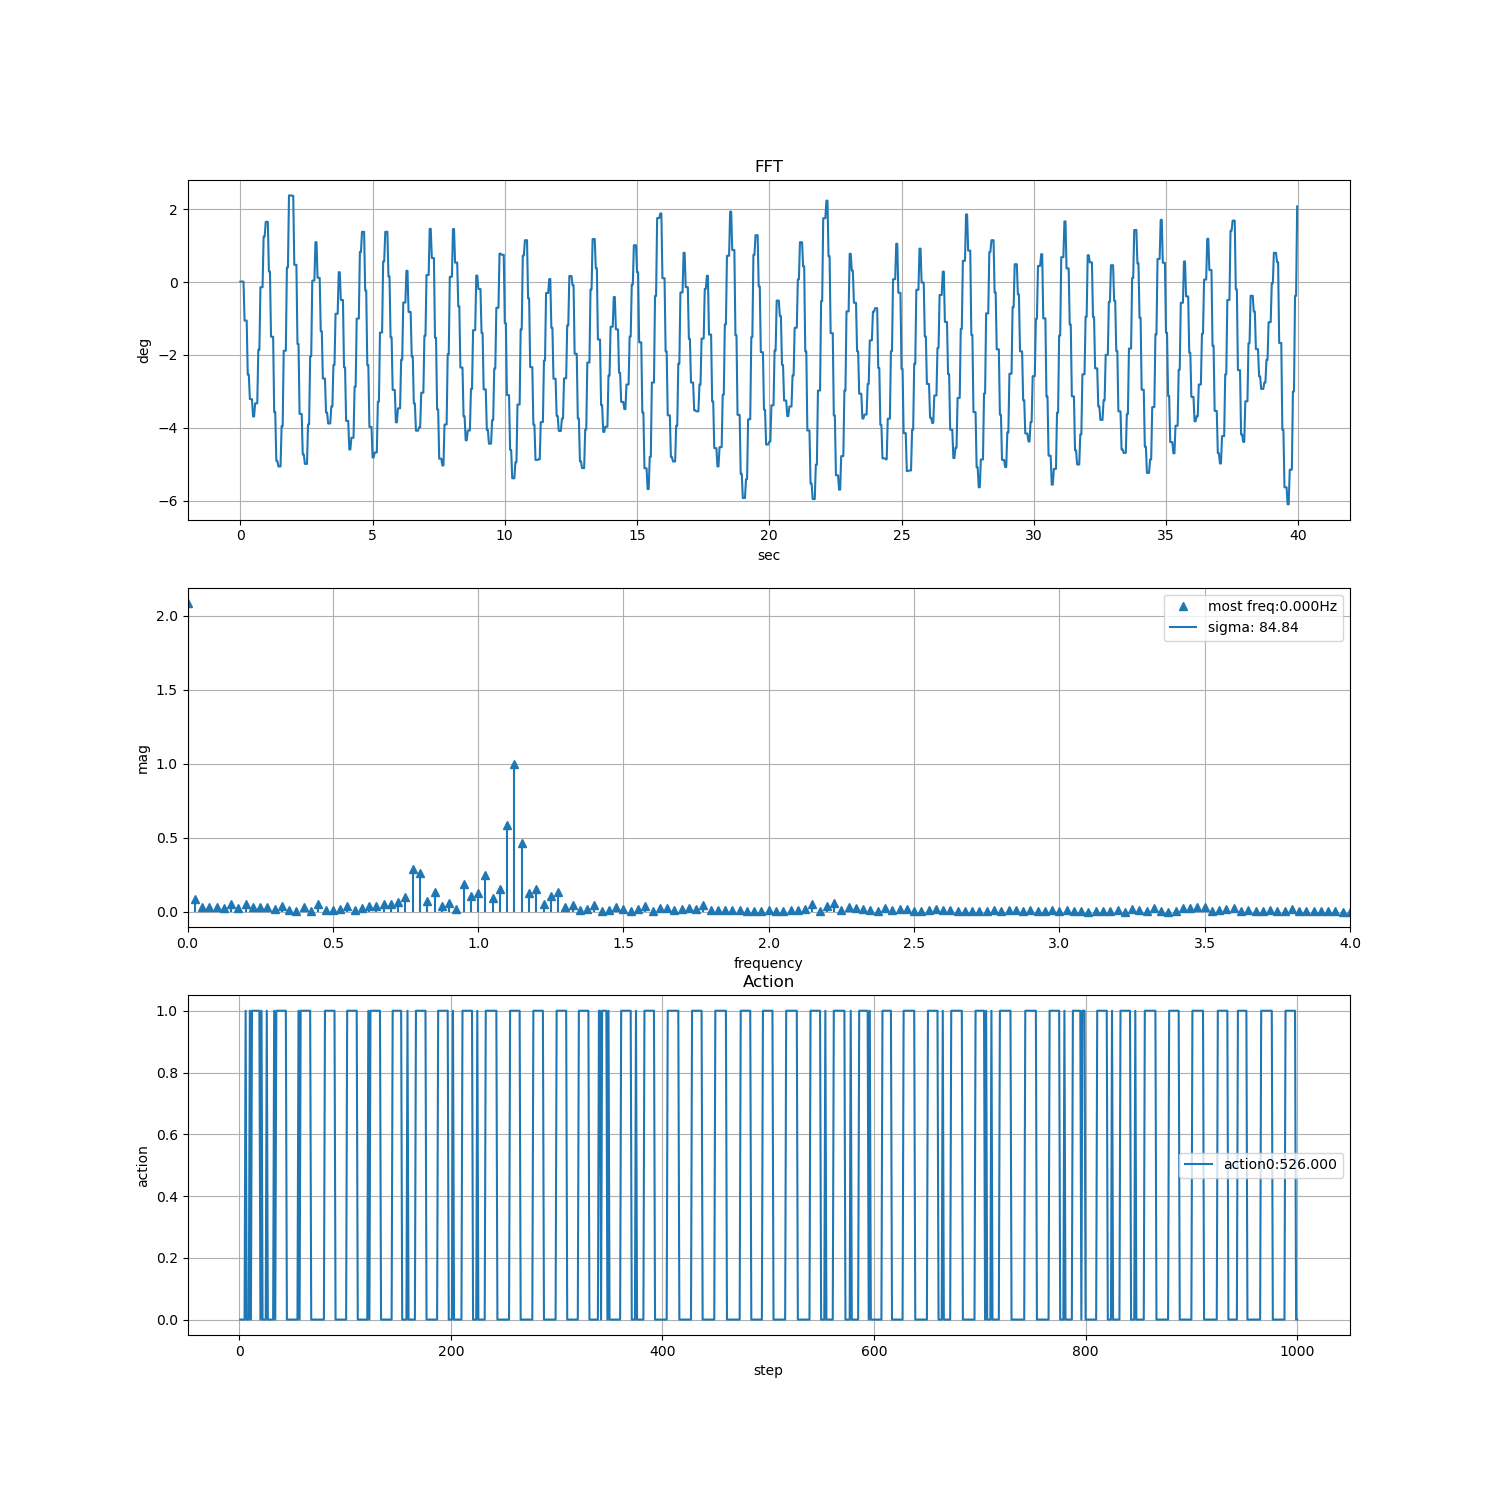 FFT
2
0
−2
−4
−6
deg
0 5 10 15 20 25 30 35 40
sec
2.0
1.5
1.0
0.5
0.0
mag
most freq:0.000Hz
sigma: 84.84
0.0 0.5 1.0 1.5 2.0 2.5 3.0 3.5 4.0
frequency
Action
1.0
0.8
0.6
0.4
0.2
0.0
action
action0:526.000
0 200 400 600 800 1000
step